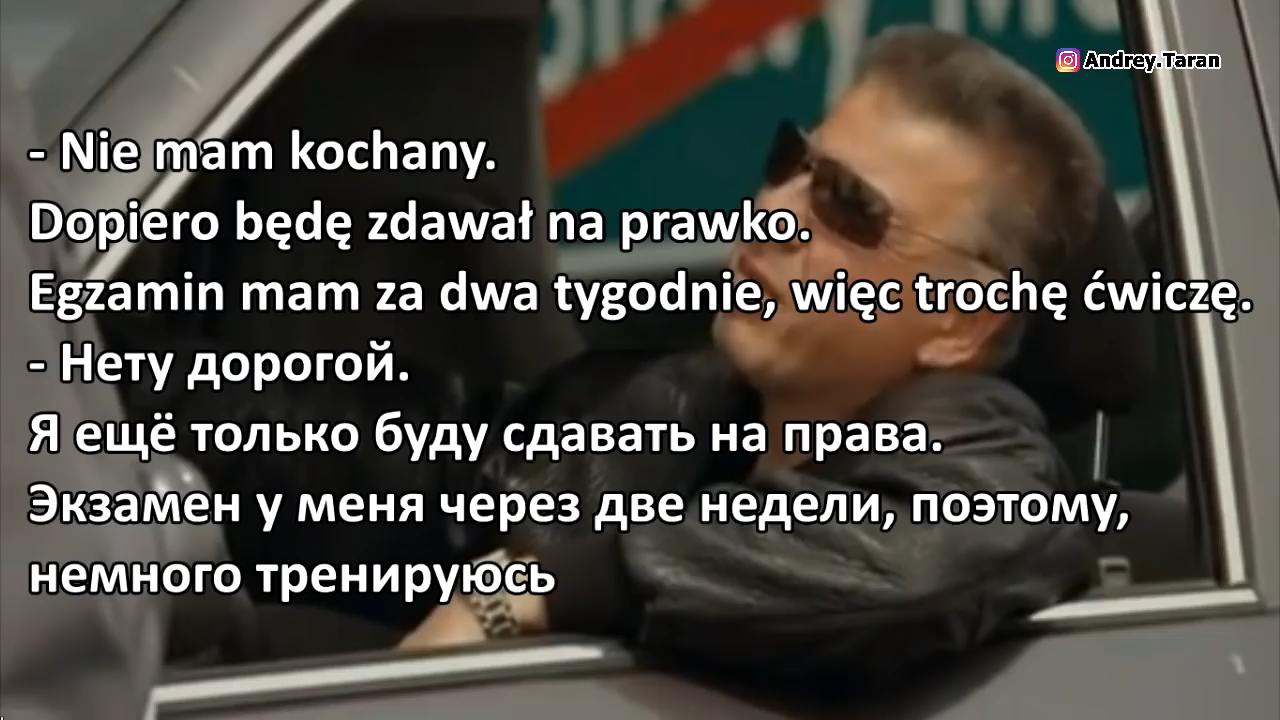 Andrey.Taran
- Nie mam kochany.
Dopiero będę zdawał na prawko.
Egzamin mam za dwa tygodnie, więc trochę ćwiczę.
- Нету дорогой.
Я ещё только буду сдавать на права.
Экзамен у меня через две недели, поэтому,
немного тренируюсь